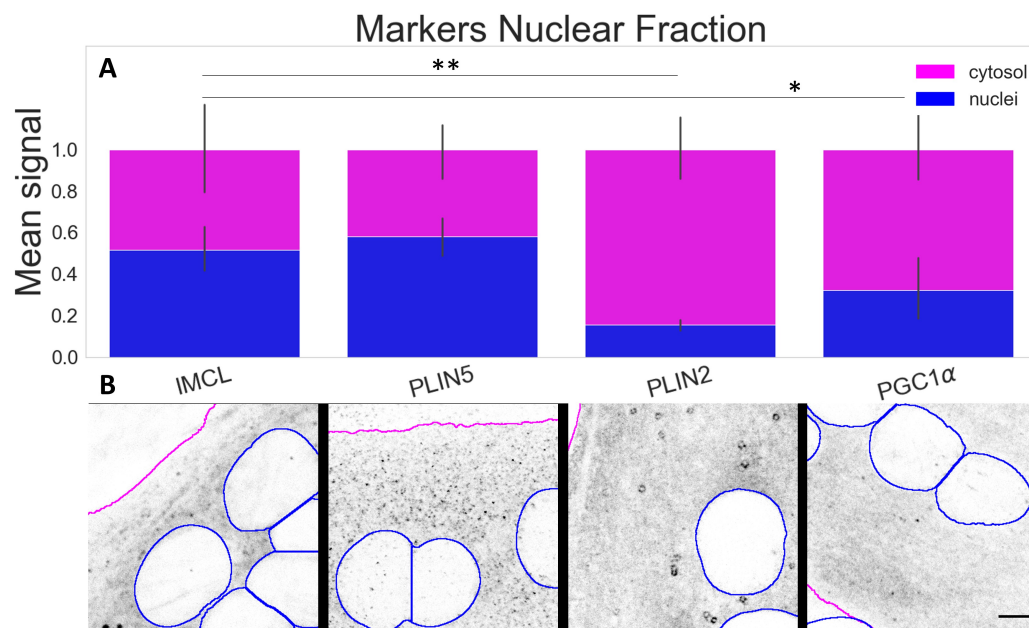 Markers Nuclear Fraction
A
**
*
cytosol
nuclei
Mean signal
1.0
0.8
0.6
0.4
0.2
0.0
IMCL
PLIN5
PLIN2
PGC1α
B